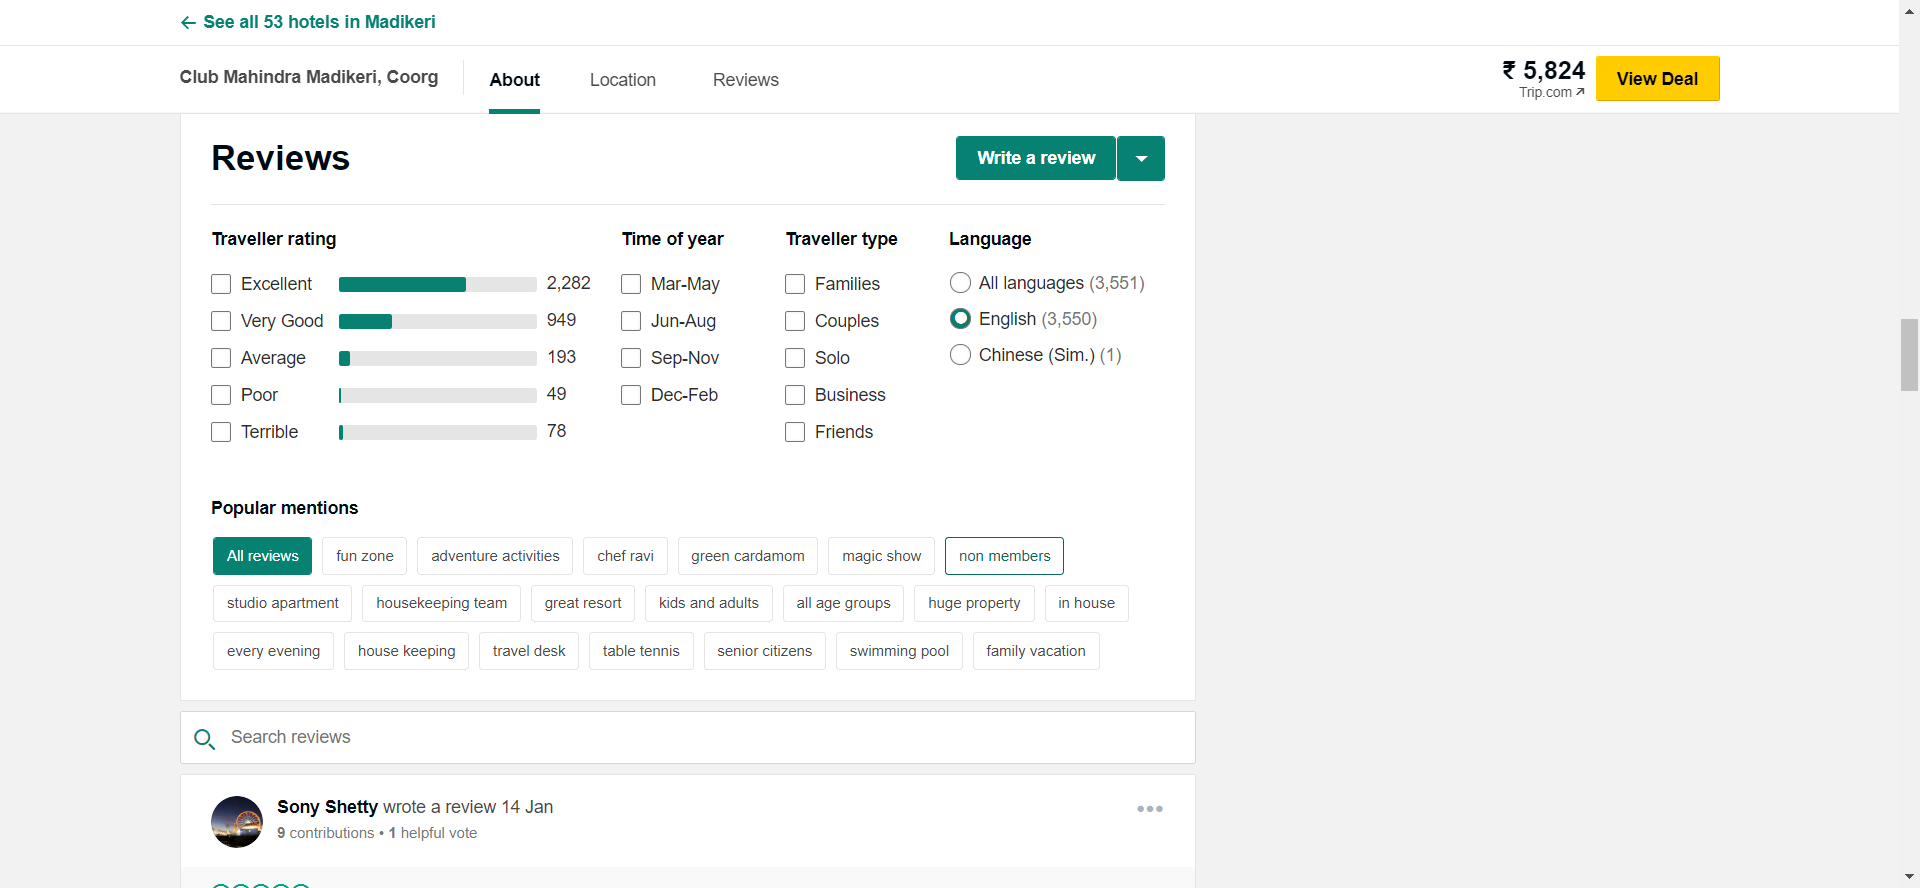 See all 53 hotels in Madikeri
Club Mahindra Madikeri, Coorg
About
Location
Reviews
₹ 5,824
Trip.com
View Deal
Reviews
Write a review
Traveller rating
Excellent 2,282
Very Good 949
Average 193
Poor 49
Terrible 78
Time of year
Mar-May
Jun-Aug
Sep-Nov
Dec-Feb
Traveller type
Families
Couples
Solo
Business
Friends
Language
All languages (3,551)
English (3,550)
Chinese (Sim.) (1)
Popular mentions
All reviews fun zone adventure activities chef ravi green cardamom magic show non members
studio apartment housekeeping team great resort kids and adults all age groups huge property in house
every evening house keeping travel desk table tennis senior citizens swimming pool family vacation
Search reviews
Sony Shetty wrote a review 14 Jan
9 contributions • 1 helpful vote